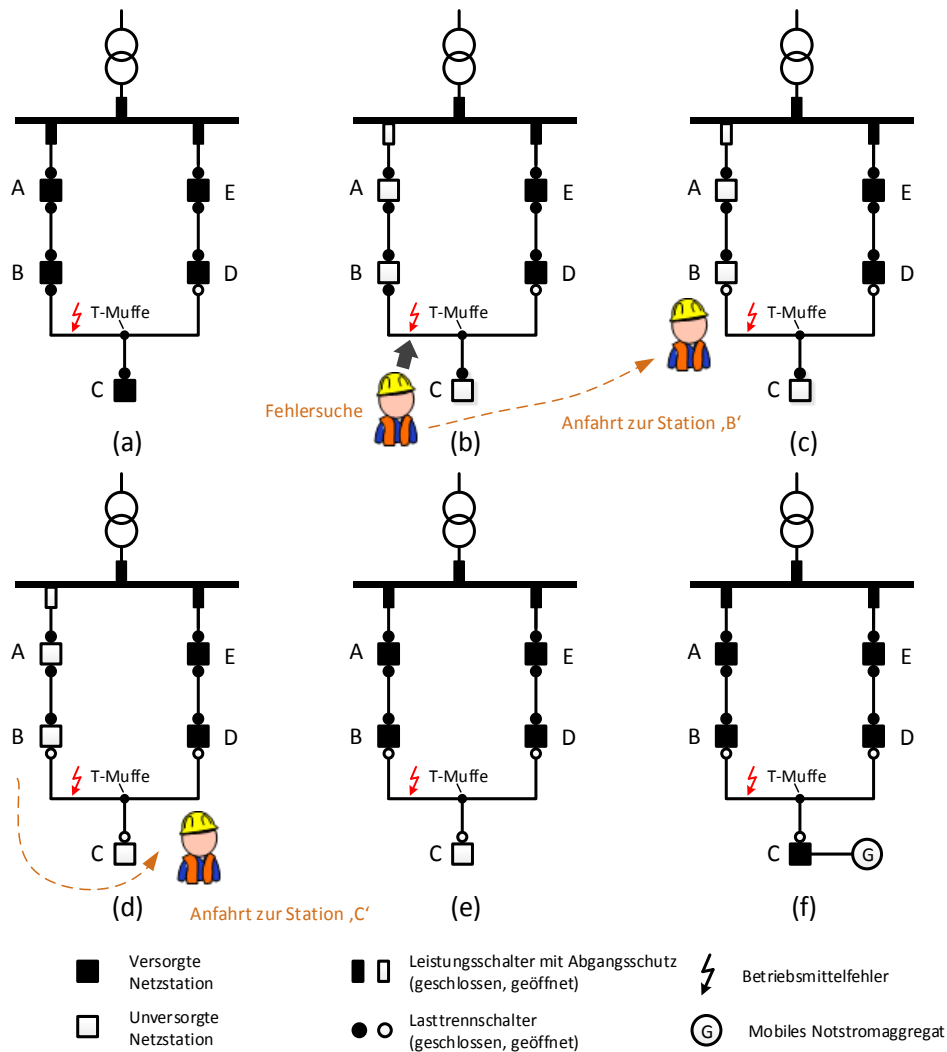 A
E
B
D
T-Muffe
C
(a)
A
E
B
D
T-Muffe
C
Fehlersuche
(b)
A
E
B
D
T-Muffe
C
Anfahrt zur Station ‚B‘
(c)
A
E
B
D
T-Muffe
C
(d)
Anfahrt zur Station ‚C‘
A
E
B
D
T-Muffe
C
(e)
A
E
B
D
T-Muffe
C
G
(f)
Versorgte
Netzstation
Leistungsschalter mit Abgangsschutz
(geschlossen, geöffnet)
Betriebsmittelfehler
Unversorgte
Netzstation
Lasttrennschalter
(geschlossen, geöffnet)
G
Mobiles Notstromaggregat